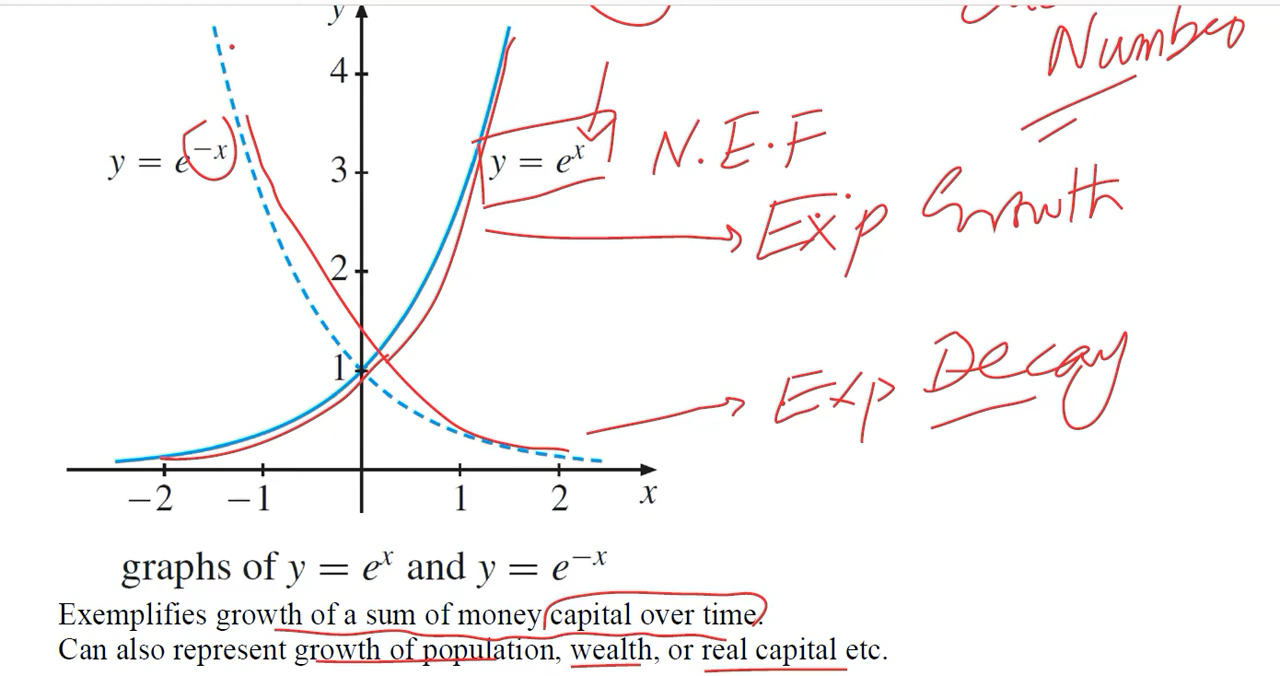 y
Number
4
y = e^{-x}
3
y = e^x
N.E.F
Exp Growth
2
1
Exp Decay
−2 −1 1 2 x
graphs of y = e^x and y = e^{−x}
Exemplifies growth of a sum of money capital over time.
Can also represent growth of population, wealth, or real capital etc.